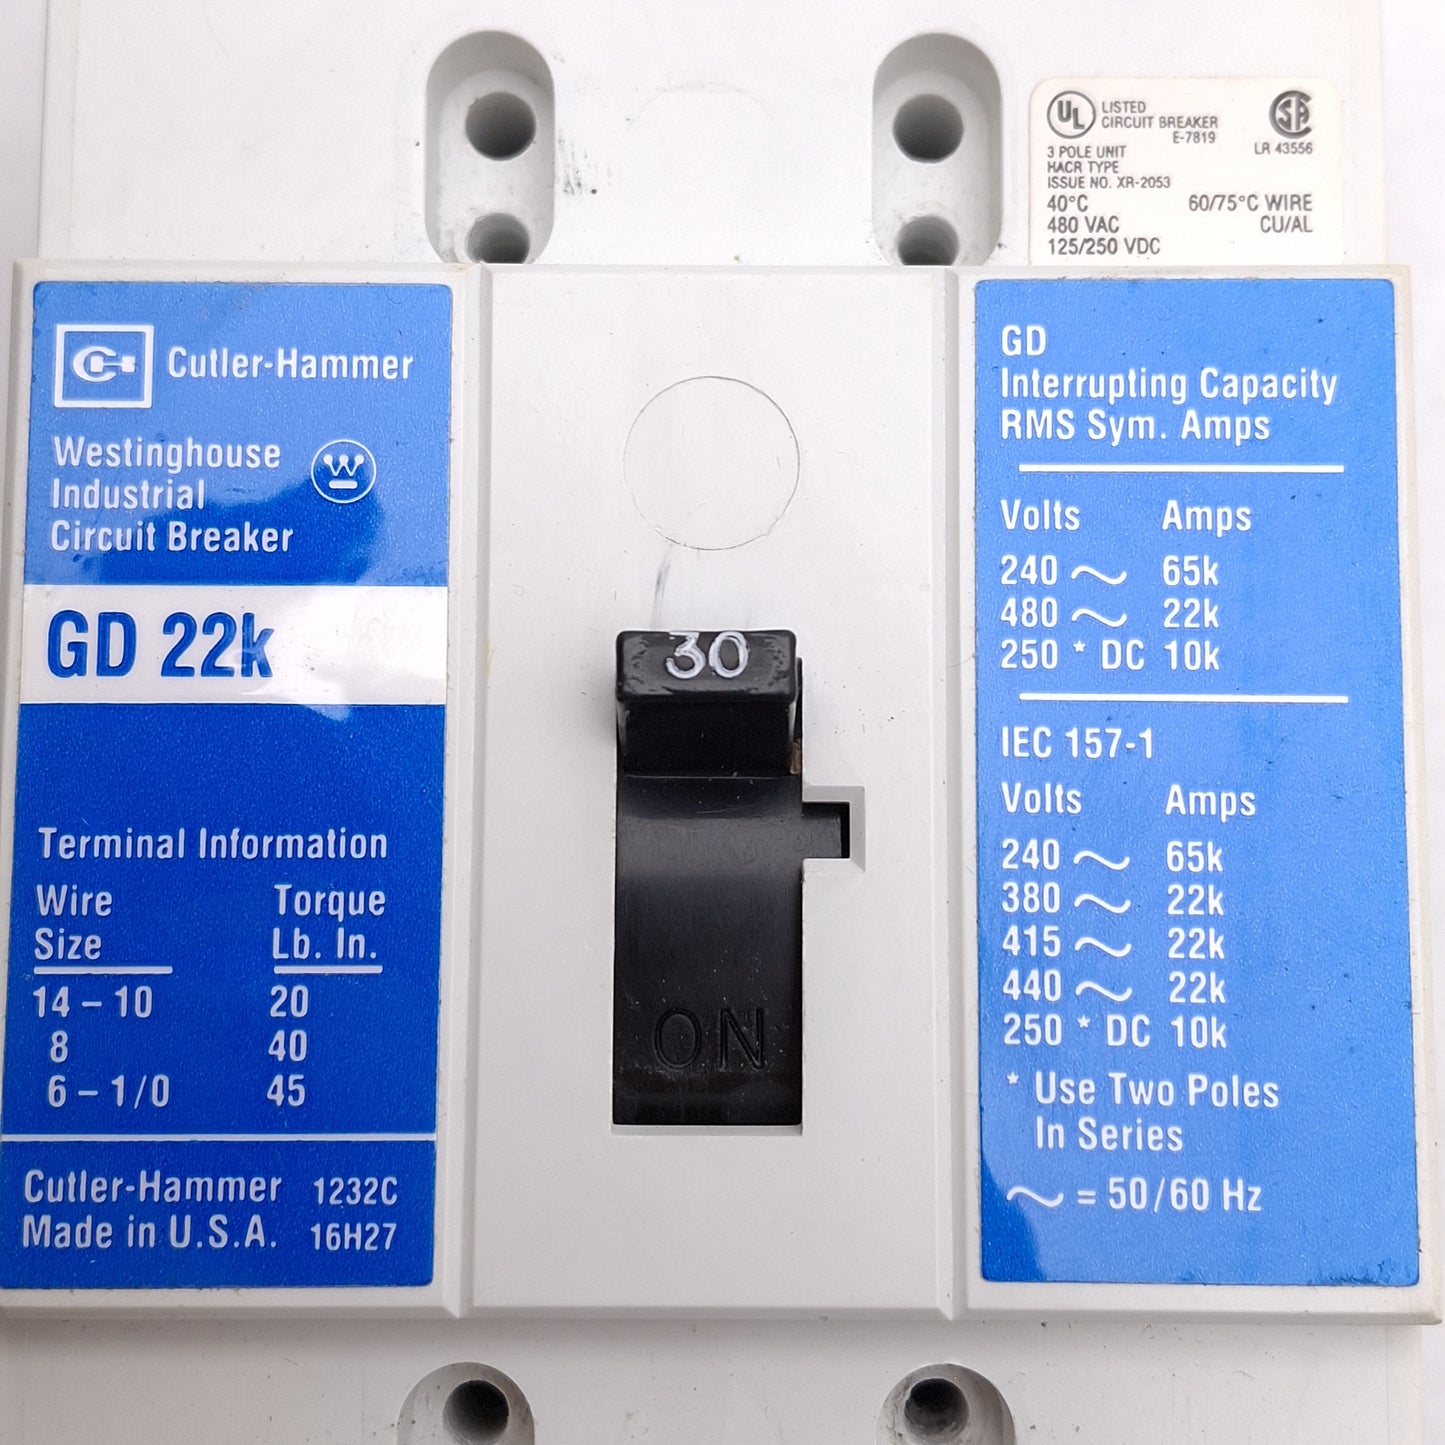 UL
LISTED
CIRCUIT BREAKER
E-7819
LR 43556
3 POLE UNIT
HACR TYPE
ISSUE NO. XR-2053
40°C 60/75°C WIRE
480 VAC CU/AL
125/250 VDC
Cutler-Hammer
Westinghouse
Industrial
Circuit Breaker
GD 22k
Terminal Information
Wire Torque
Size Lb. In.
14 – 10 20
8 40
6 – 1/0 45
Cutler-Hammer 1232C
Made in U.S.A. 16H27
30
ON
GD
Interrupting Capacity
RMS Sym. Amps
Volts Amps
240 ~ 65k
480 ~ 22k
250 * DC 10k
IEC 157-1
Volts Amps
240 ~ 65k
380 ~ 22k
415 ~ 22k
440 ~ 22k
250 * DC 10k
* Use Two Poles
In Series
~ = 50/60 Hz